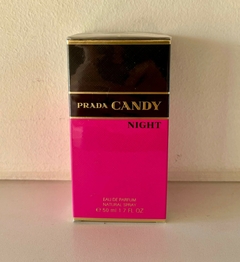 PRADA CANDY
NIGHT
EAU DE PARFUM
NATURAL SPRAY
e 50 ml 1.7 FL. OZ